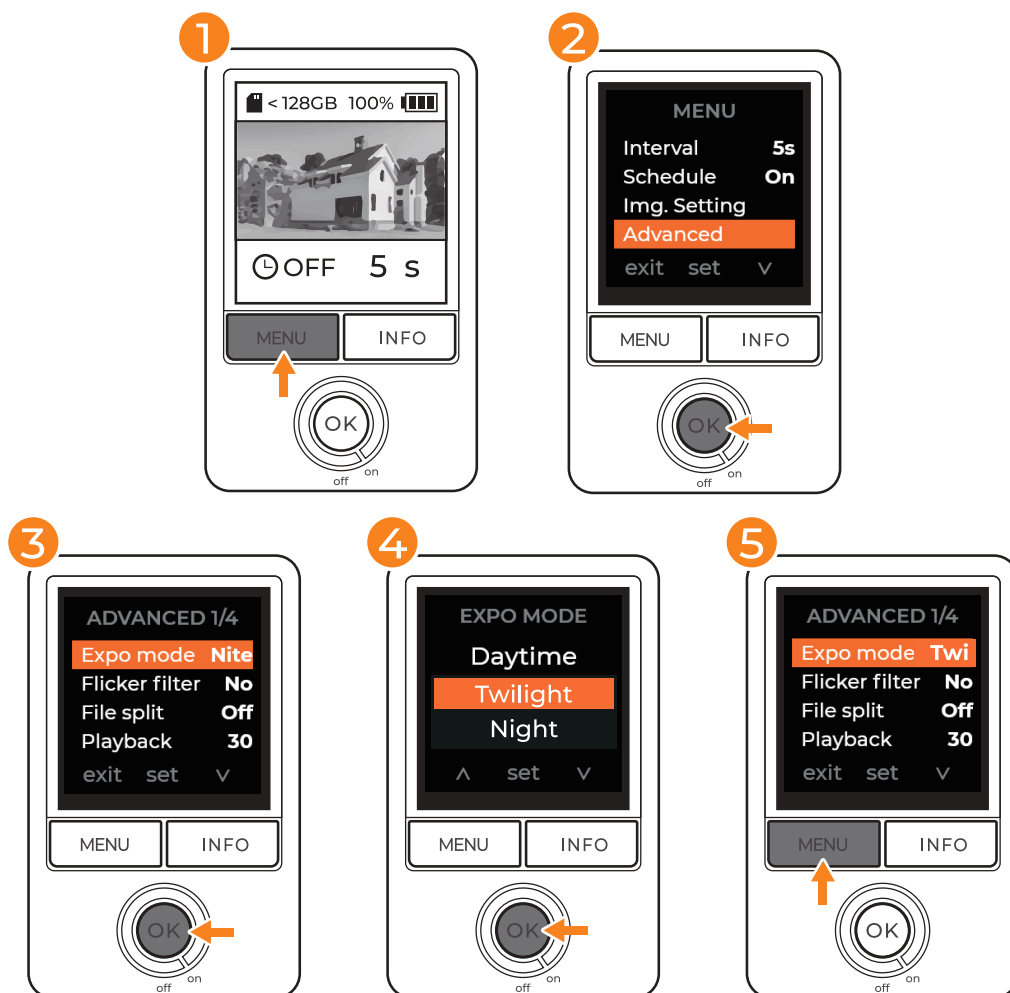 1
< 128GB 100%
OFF 5 s
MENU INFO
OK
off on
2
MENU
Interval 5s
Schedule On
Img. Setting
Advanced
exit set ∨
MENU INFO
OK
off on
3
ADVANCED 1/4
Expo mode Nite
Flicker filter No
File split Off
Playback 30
exit set ∨
MENU INFO
OK
off on
4
EXPO MODE
Daytime
Twilight
Night
∧ set ∨
MENU INFO
OK
off on
5
ADVANCED 1/4
Expo mode Twi
Flicker filter No
File split Off
Playback 30
exit set ∨
MENU INFO
OK
off on